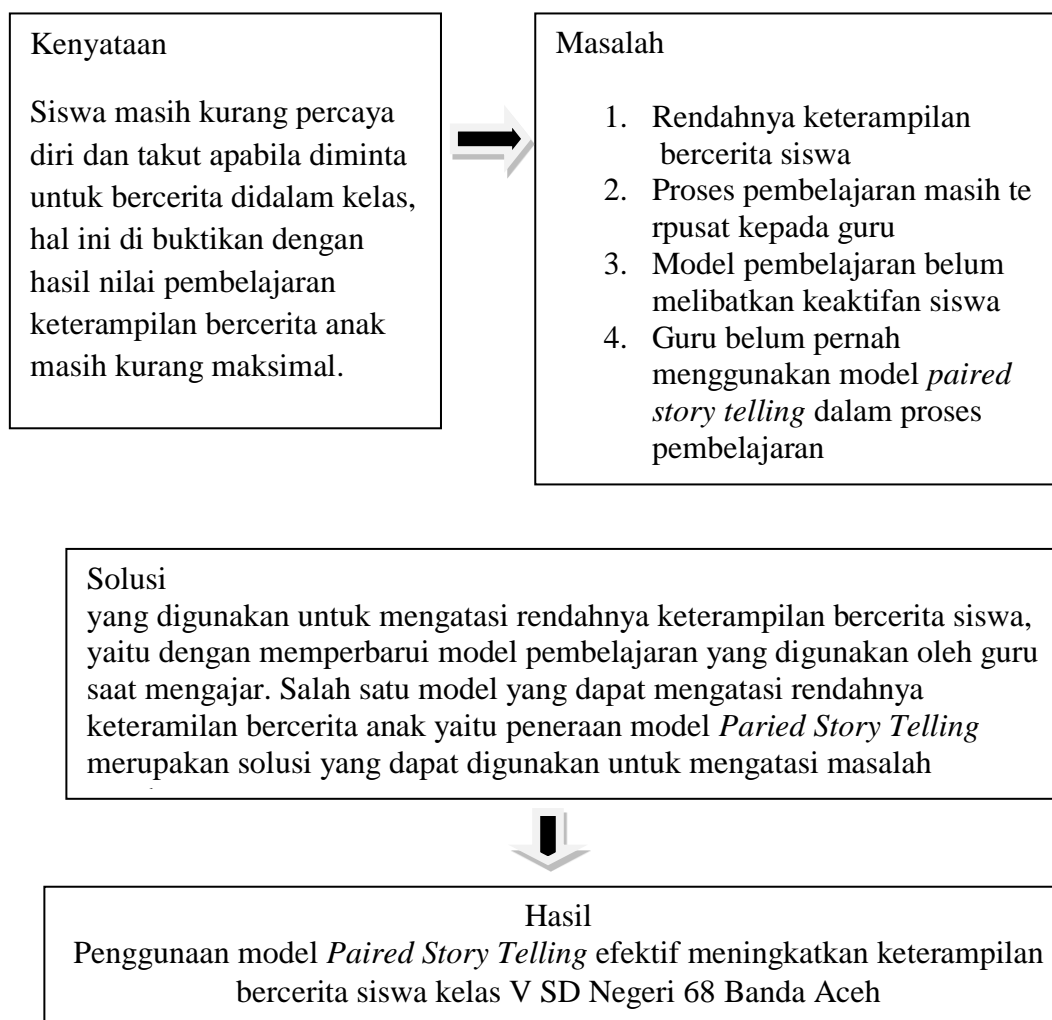 Kenyataan
Siswa masih kurang percaya
diri dan takut apabila diminta
untuk bercerita didalam kelas,
hal ini di buktikan dengan
hasil nilai pembelajaran
keterampilan bercerita anak
masih kurang maksimal.
Masalah
1. Rendahnya keterampilan
bercerita siswa
2. Proses pembelajaran masih te
rpusat kepada guru
3. Model pembelajaran belum
melibatkan keaktifan siswa
4. Guru belum pernah
menggunakan model paired
story telling dalam proses
pembelajaran
Solusi
yang digunakan untuk mengatasi rendahnya keterampilan bercerita siswa,
yaitu dengan memperbarui model pembelajaran yang digunakan oleh guru
saat mengajar. Salah satu model yang dapat mengatasi rendahnya
keteramilan bercerita anak yaitu peneraan model Paried Story Telling
merupakan solusi yang dapat digunakan untuk mengatasi masalah
Hasil
Penggunaan model Paired Story Telling efektif meningkatkan keterampilan
bercerita siswa kelas V SD Negeri 68 Banda Aceh